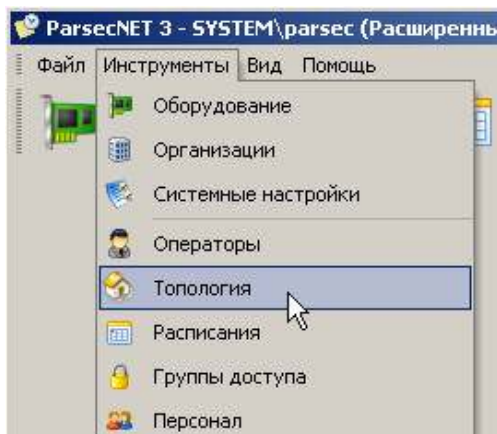 ParsecNET 3 - SYSTEM\parsec (Расширенны
Файл Инструменты Вид Помощь
Оборудование
Организации
Системные настройки
Операторы
Топология
Расписания
Группы доступа
Персонал